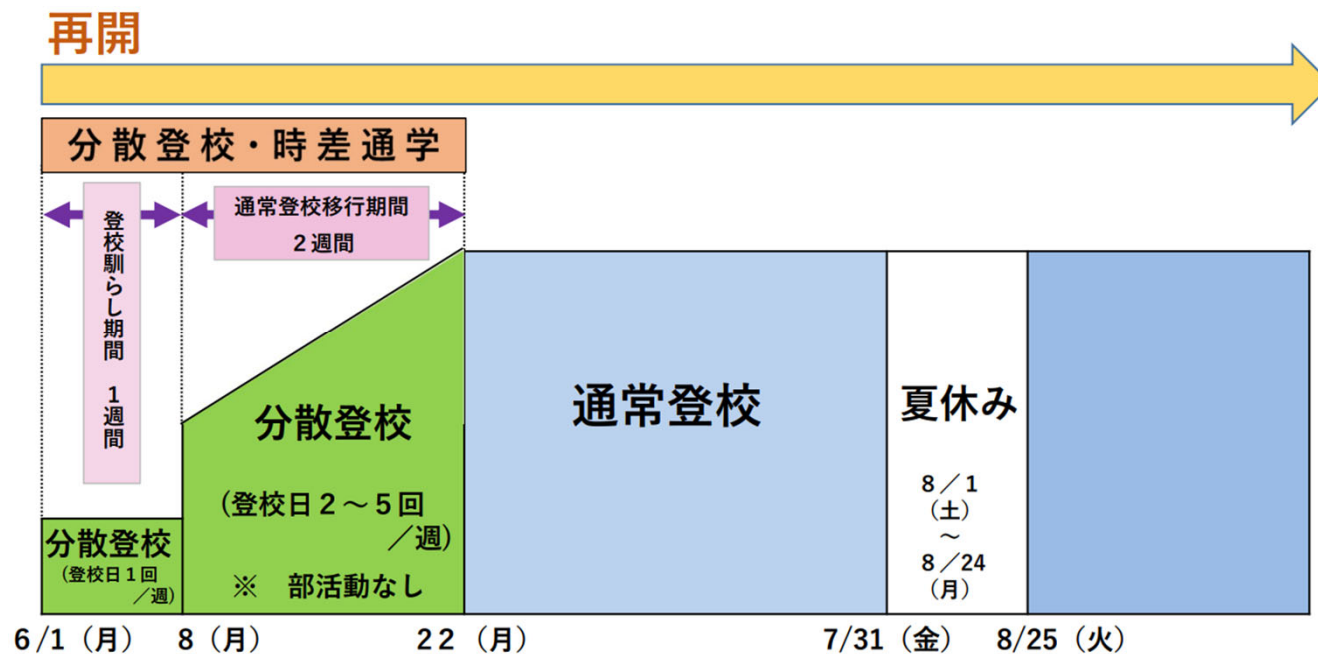 再開
分散登校・時差通学
登校馴らし期間　１週間
通常登校移行期間
２週間
分散登校
(登校日１回
／週)
分散登校
(登校日２～５回
／週)
※　部活動なし
通常登校
夏休み
８／１
(土)
～
８／24
(月)
６/１（月）　８（月）　２２（月）　7/31（金）　8/25（火）